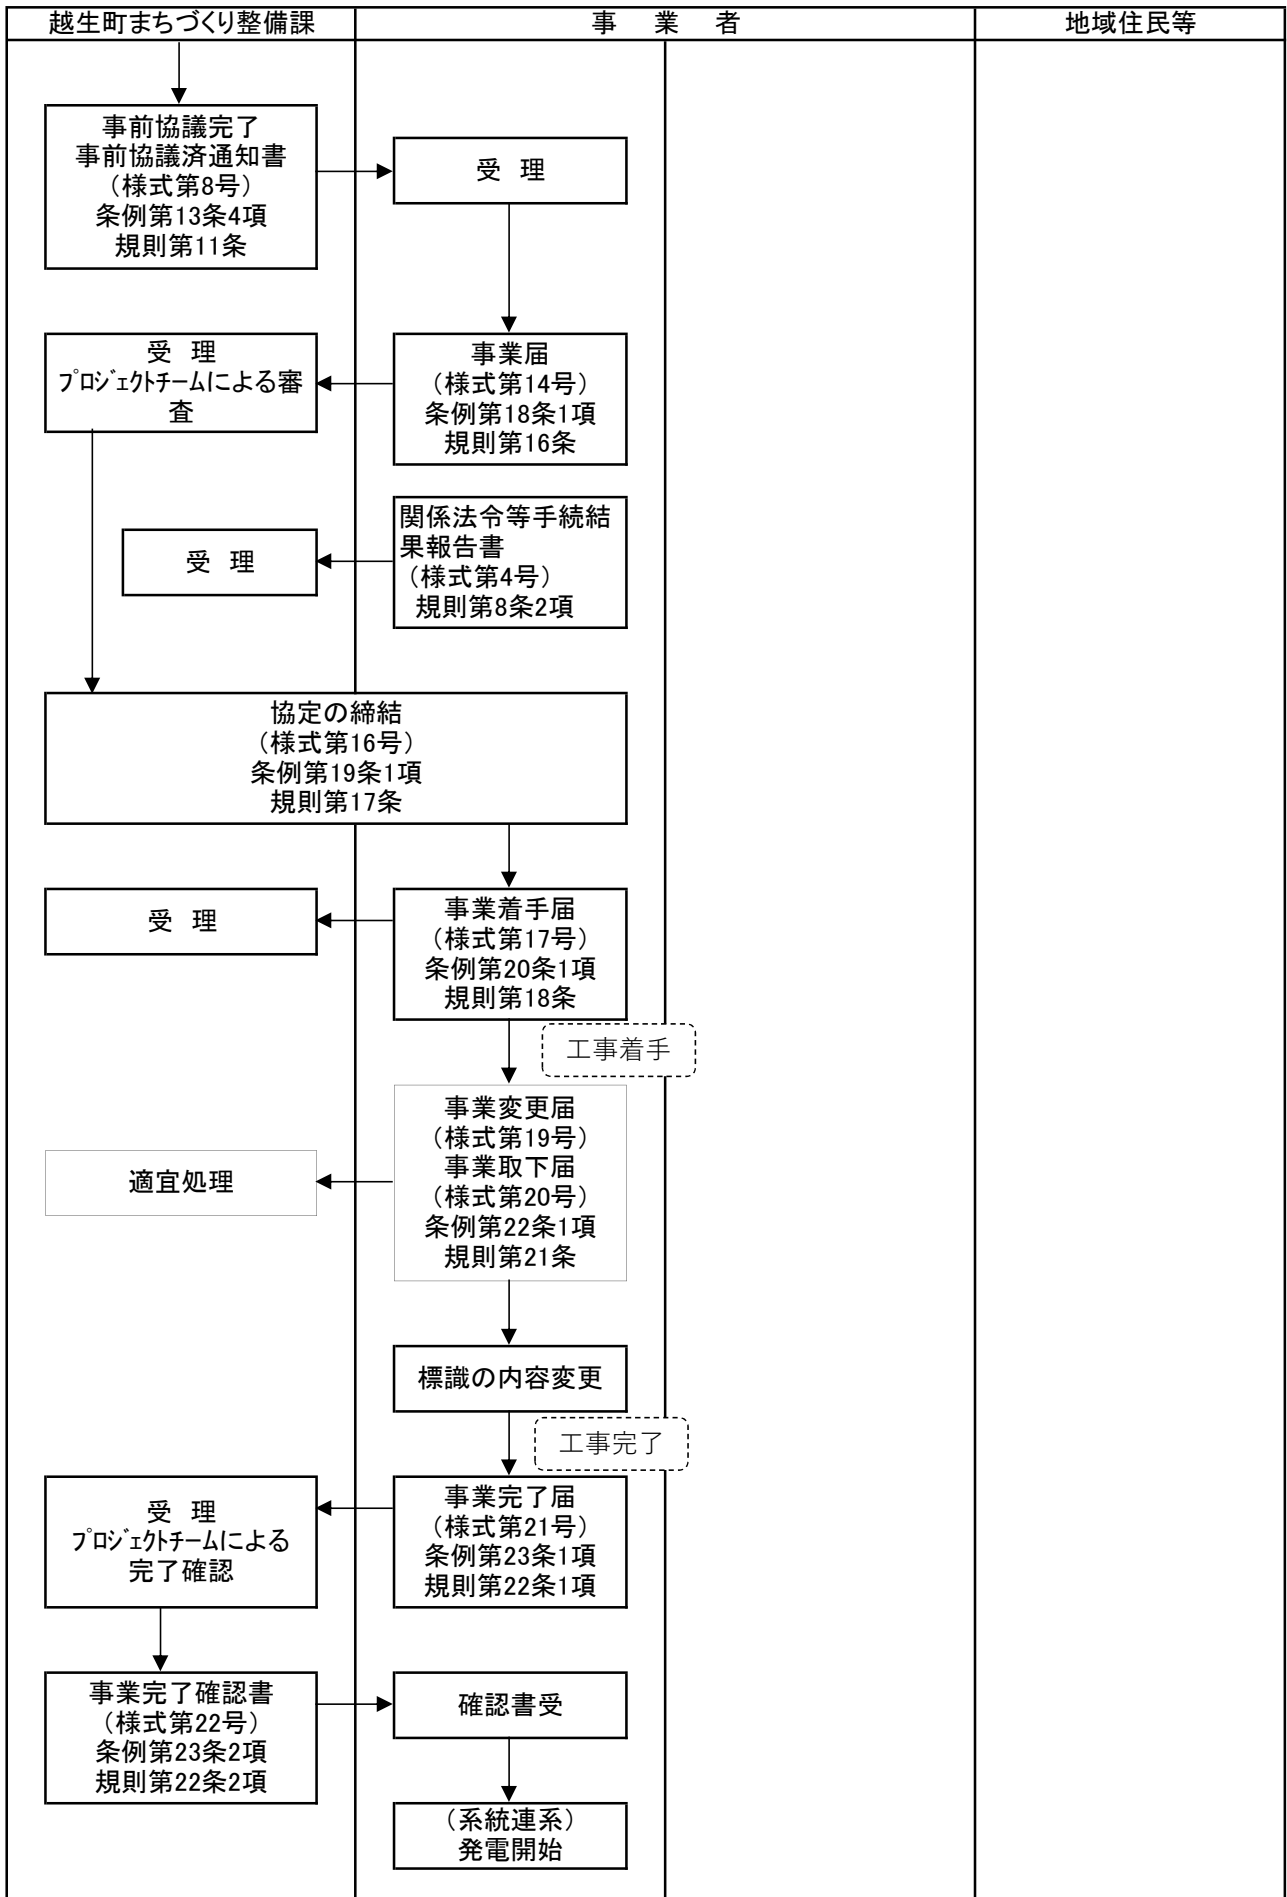 越生町まちづくり整備課
事　業　者
地域住民等
事前協議完了
事前協議済通知書
(様式第8号)
条例第13条4項
規則第11条
受 理
受 理
プロジェクトチームによる審
査
事業届
(様式第14号)
条例第18条1項
規則第16条
受 理
関係法令等手続結
果報告書
(様式第4号)
規則第8条2項
協定の締結
(様式第16号)
条例第19条1項
規則第17条
受 理
事業着手届
(様式第17号)
条例第20条1項
規則第18条
工事着手
適宜処理
事業変更届
(様式第19号)
事業取下届
(様式第20号)
条例第22条1項
規則第21条
標識の内容変更
工事完了
受 理
プロジェクトチームによる
完了確認
事業完了届
(様式第21号)
条例第23条1項
規則第22条1項
事業完了確認書
(様式第22号)
条例第23条2項
規則第22条2項
確認書受
(系統連系)
発電開始